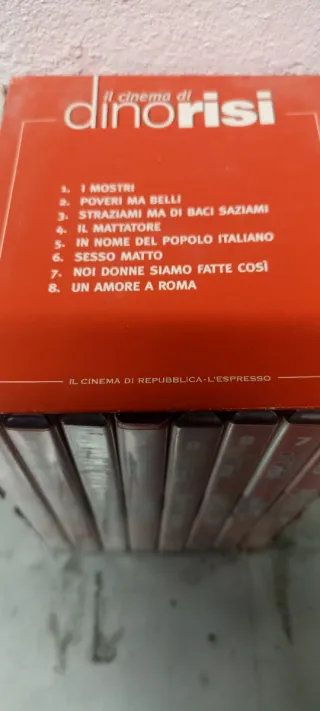 il cinema di
dinorisi
1. I MOSTRI
2. POVERI MA BELLI
3. STRAZIAMI MA DI BACI SAZIAMI
4. IL MATTATORE
5. IN NOME DEL POPOLO ITALIANO
6. SESSO MATTO
7. NOI DONNE SIAMO FATTE COSÌ
8. UN AMORE A ROMA
IL CINEMA DI REPUBBLICA-L'ESPRESSO
7